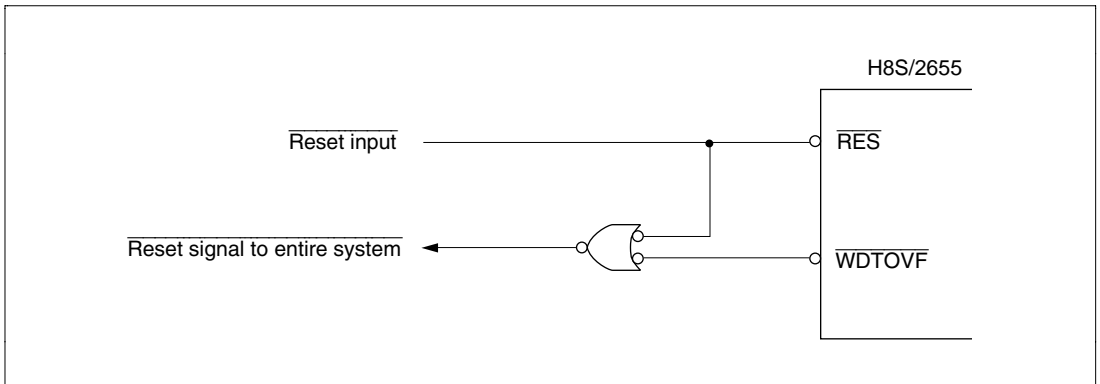 H8S/2655
Reset input
RES
Reset signal to entire system
WDTOVF